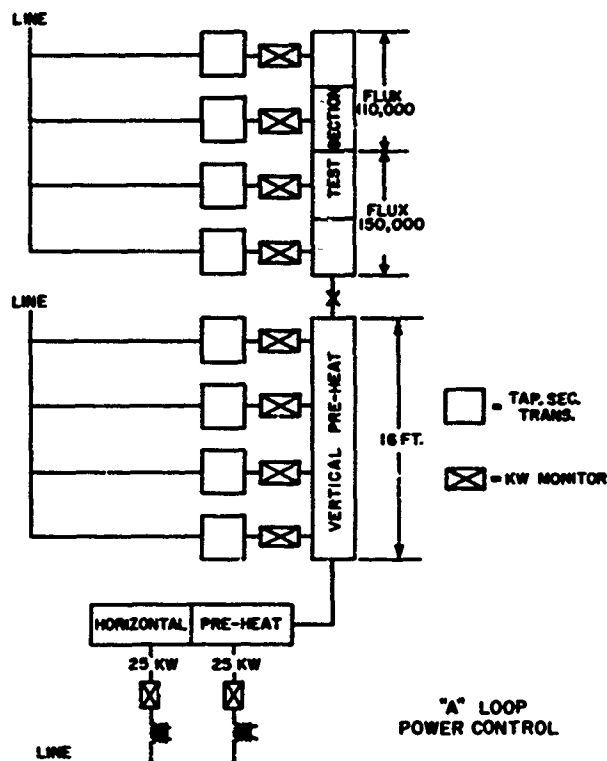 LINE
FLUX
110,000
TEST SECTION
FLUX
150,000
LINE
VERTICAL PRE-HEAT
16 FT.
= TAP. SEC.
TRANS.
= KW MONITOR
HORIZONTAL PRE-HEAT
25 KW 25 KW
"A" LOOP
POWER CONTROL
LINE